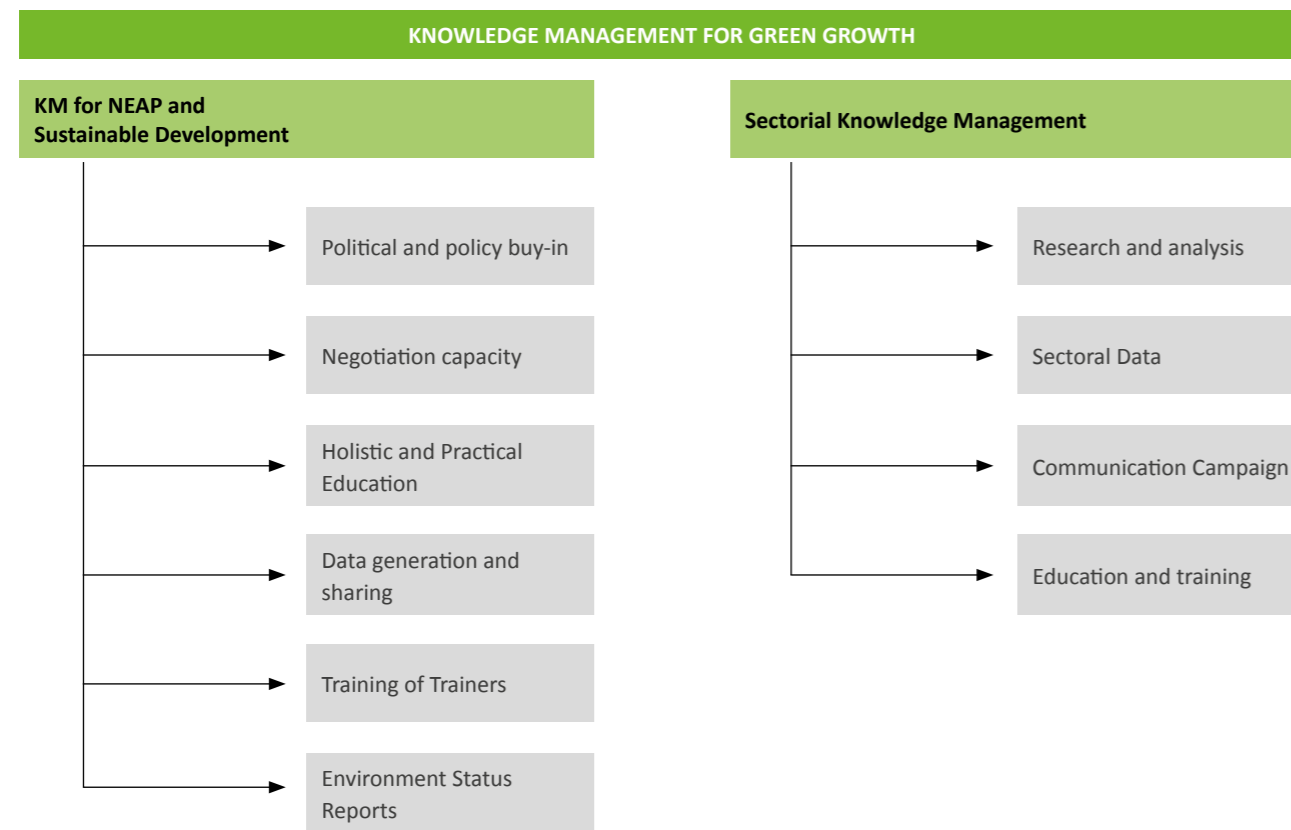 KNOWLEDGE MANAGEMENT FOR GREEN GROWTH
KM for NEAP and
Sustainable Development
Political and policy buy-in
Negotiation capacity
Holistic and Practical
Education
Data generation and
sharing
Training of Trainers
Environment Status
Reports
Sectorial Knowledge Management
Research and analysis
Sectoral Data
Communication Campaign
Education and training